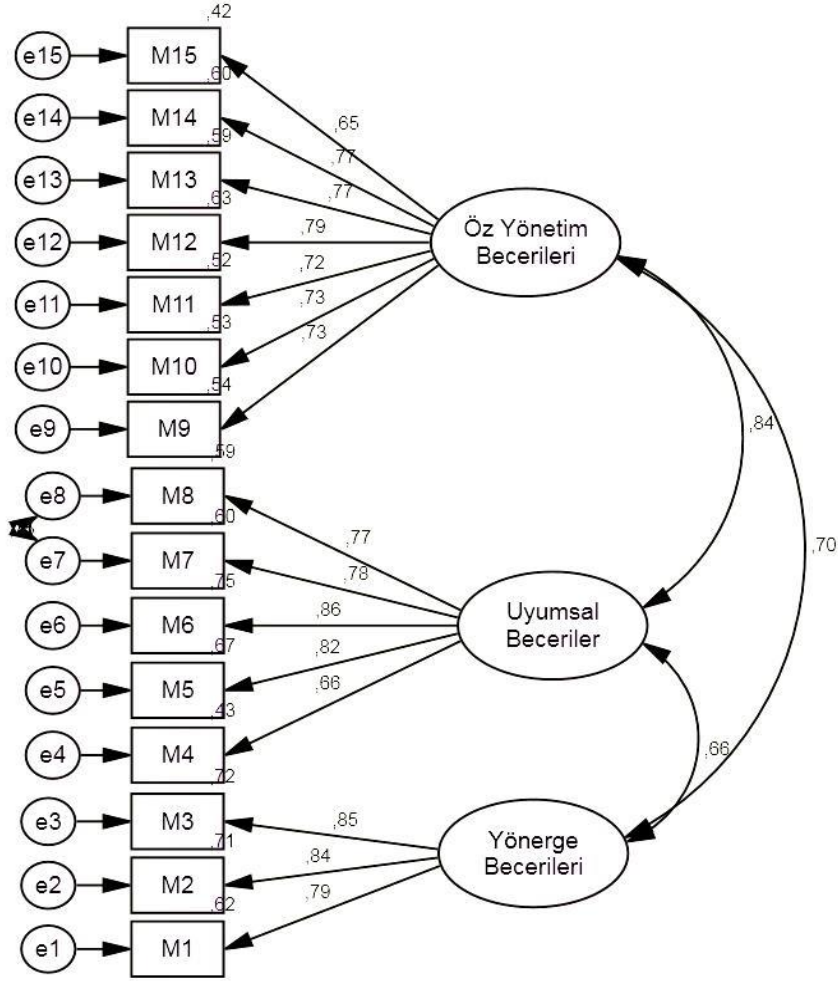 ,42
e15
M15
,60
e14
M14
,59
e13
M13
,63
e12
M12
,52
e11
M11
,53
e10
M10
,54
e9
M9
,65
,77
,77
,79
,72
,73
,73
Öz Yönetim
Becerileri
,59
e8
M8
,60
e7
M7
,75
e6
M6
,67
e5
M5
,43
e4
M4
,77
,78
,86
,82
,66
Uyumsal
Beceriler
,72
e3
M3
,71
e2
M2
,62
e1
M1
,85
,84
,79
Yönerge
Becerileri
,84
,70
,66